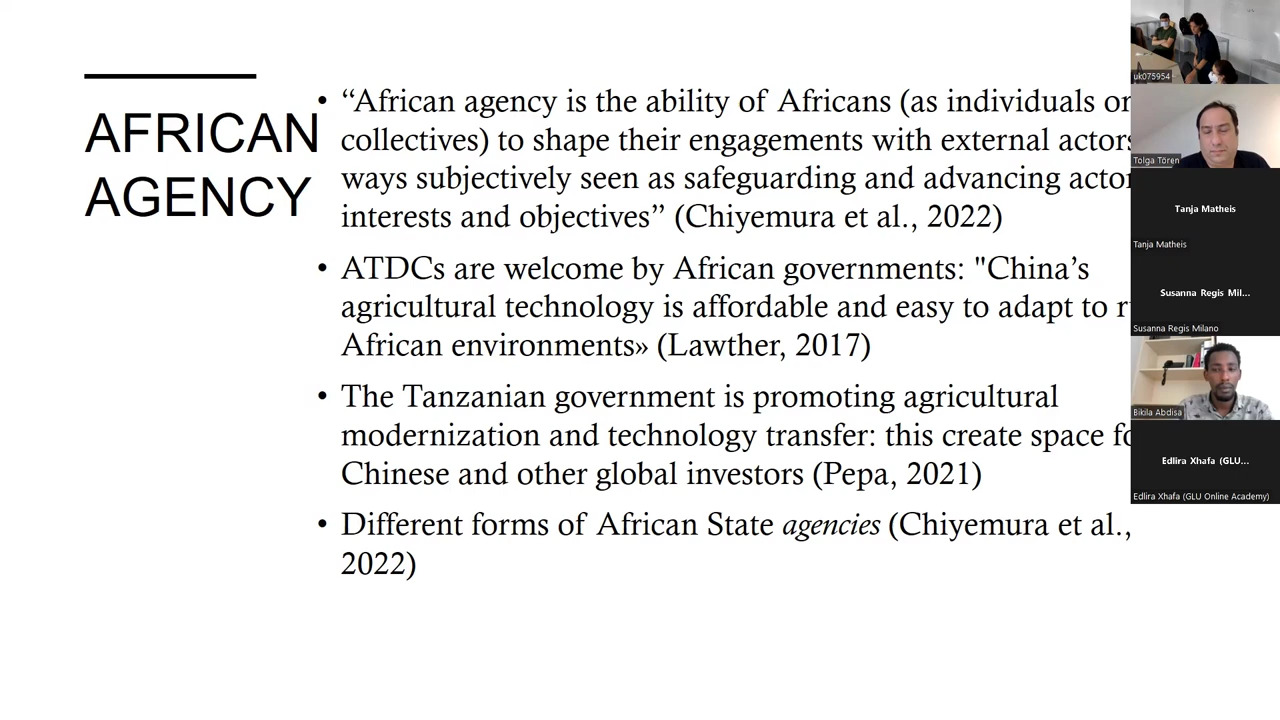 AFRICAN
AGENCY
• “African agency is the ability of Africans (as individuals or
collectives) to shape their engagements with external actors
ways subjectively seen as safeguarding and advancing
interests and objectives” (Chiyemura et al., 2022)
• ATDCs are welcome by African governments: "China’s
agricultural technology is affordable and easy to adapt to
African environments» (Lawther, 2017)
• The Tanzanian government is promoting agricultural
modernization and technology transfer: this create space
Chinese and other global investors (Pepa, 2021)
• Different forms of African State agencies (Chiyemura et al.,
2022)
uk075954
Tolga Tören
Tanja Matheis
Tanja Matheis
Susanna Regis Mil...
Susanna Regis Milano
Bikila Abdisa
Edlira Xhafa (GLU...
Edlira Xhafa (GLU Online Academy)